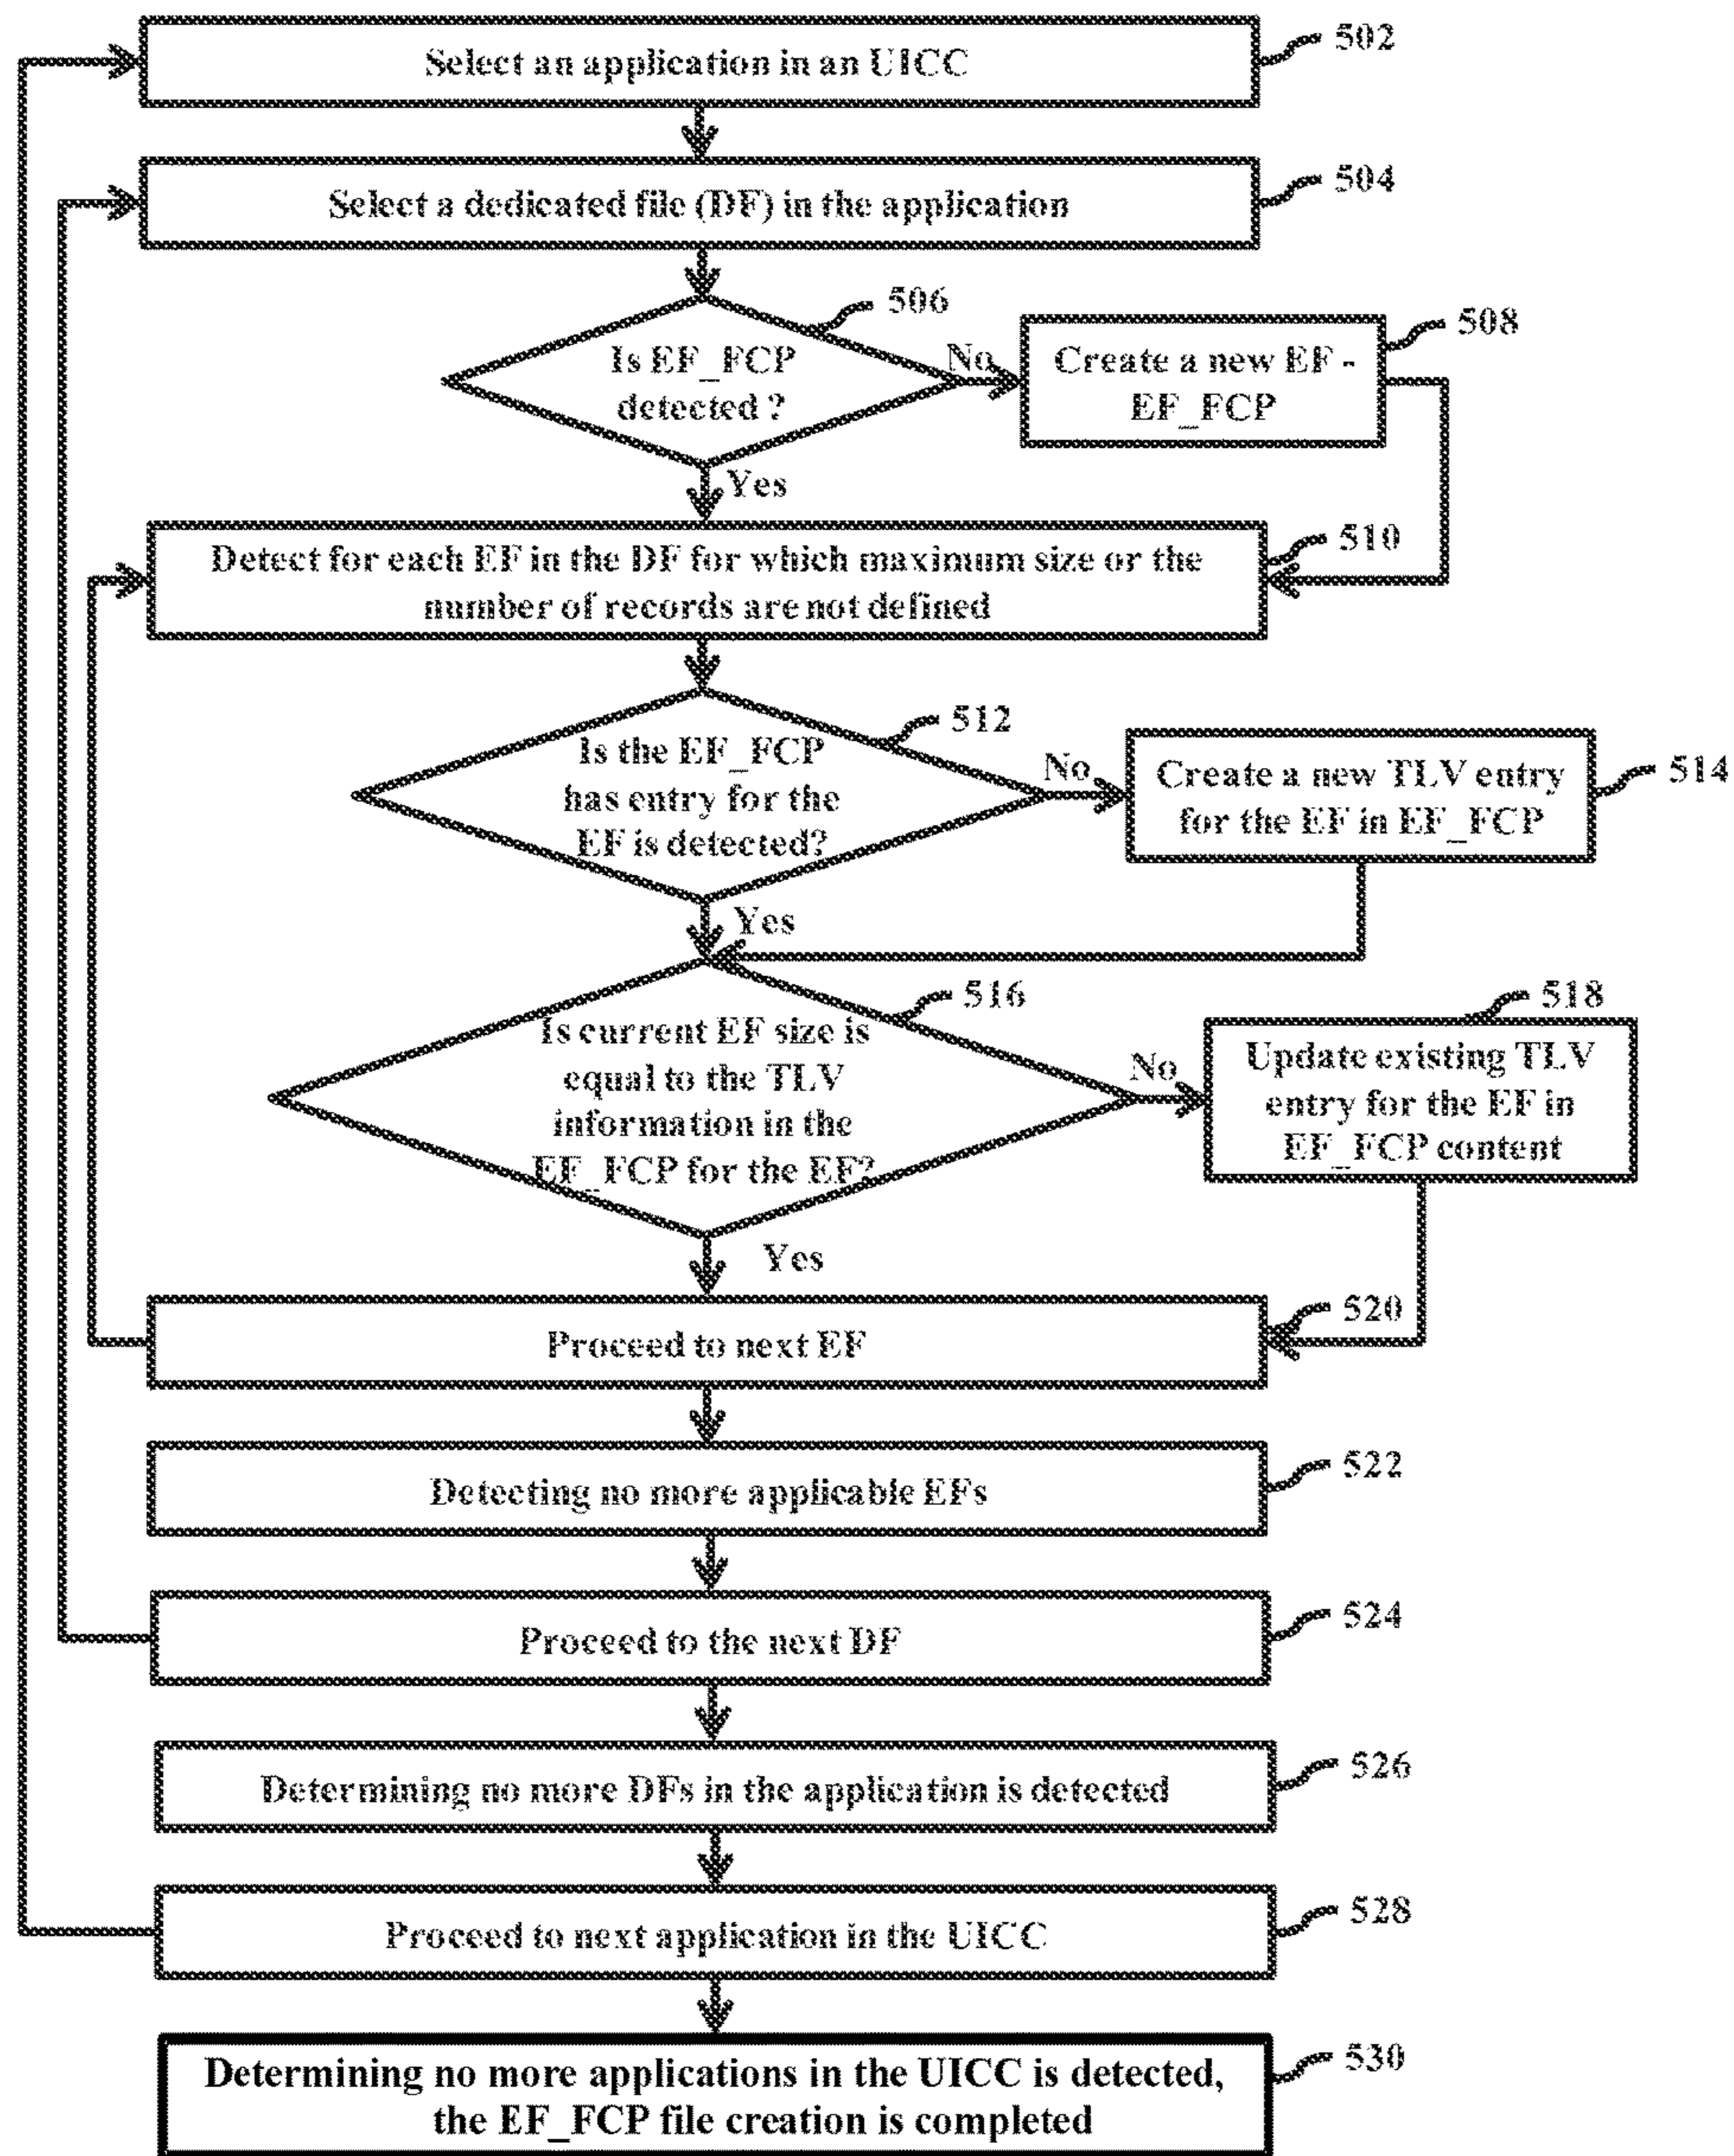 Select an application in an UICC
502
Select a dedicated file (DF) in the application
504
506
Is EF_FCP
detected ?
No
Create a new EF -
EF_FCP
508
Yes
Detect for each EF in the DF for which maximum size or the
number of records are not defined
510
512
Is the EF_FCP
has entry for the
EF is detected?
No
Create a new TLV entry
for the EF in EF_FCP
514
Yes
516
Is current EF size is
equal to the TLV
information in the
EF_FCP for the EF?
No
518
Update existing TLV
entry for the EF in
EF_FCP content
Yes
Proceed to next EF
520
Detecting no more applicable EFs
522
Proceed to the next DF
524
Determining no more DFs in the application is detected
526
Proceed to next application in the UICC
528
Determining no more applications in the UICC is detected,
the EF_FCP file creation is completed
530